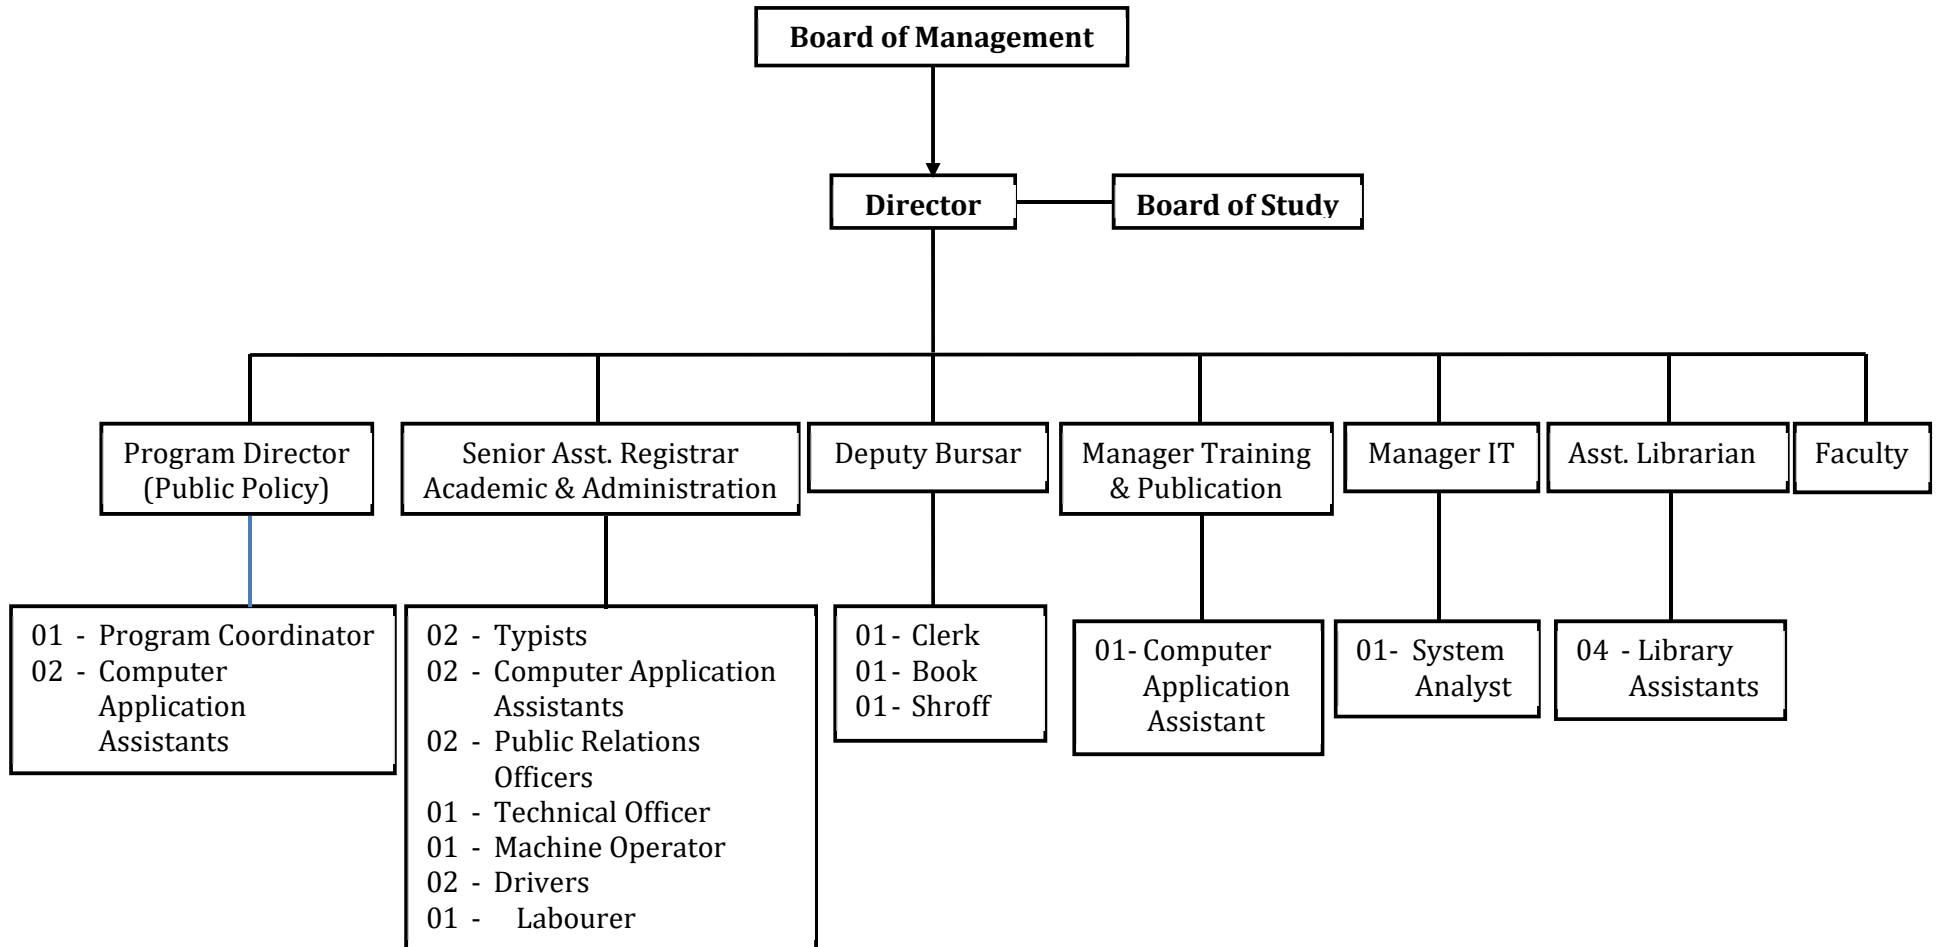 Board of Management
Director
Board of Study
Program Director
(Public Policy)
Senior Asst. Registrar
Academic & Administration
Deputy Bursar
Manager Training
& Publication
Manager IT
Asst. Librarian
Faculty
01 - Program Coordinator
02 - Computer
Application
Assistants
02 - Typists
02 - Computer Application
Assistants
02 - Public Relations
Officers
01 - Technical Officer
01 - Machine Operator
02 - Drivers
01 - Labourer
01- Clerk
01- Book
01- Shroff
01- Computer
Application
Assistant
01- System
Analyst
04 - Library
Assistants